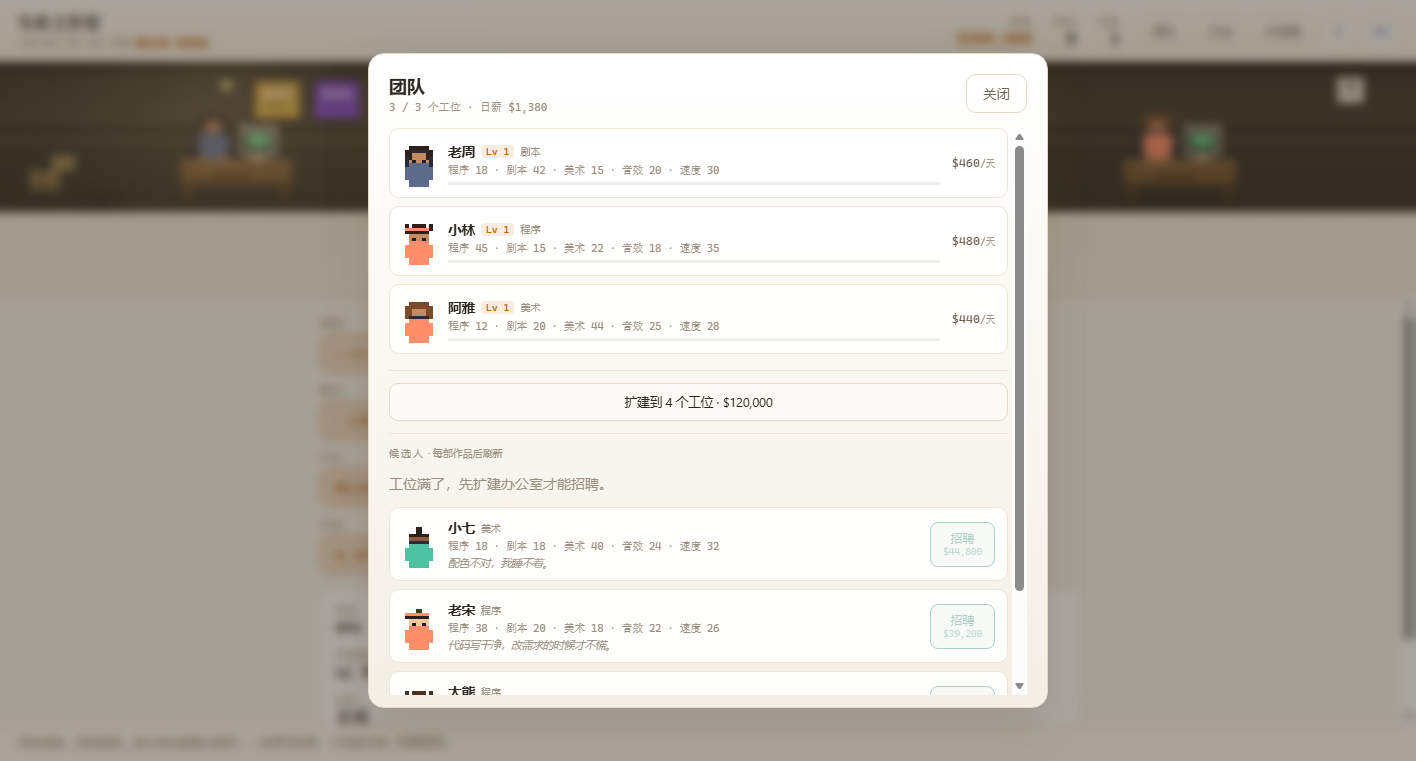 团队
3 / 3 个工位 · 日薪 $1,380
关闭
老周 Lv 1 剧本
程序 18 · 剧本 42 · 美术 15 · 音效 20 · 速度 30
$460/天
小林 Lv 1 程序
程序 45 · 剧本 15 · 美术 22 · 音效 18 · 速度 35
$480/天
阿雅 Lv 1 美术
程序 12 · 剧本 20 · 美术 44 · 音效 25 · 速度 28
$440/天
扩建到 4 个工位 · $120,000
候选人 · 每部作品后刷新
工位满了，先扩建办公室才能招聘。
小七 美术
程序 18 · 剧本 18 · 美术 40 · 音效 24 · 速度 32
配色不对，我睡不着。
招聘
$44,800
老宋 程序
程序 38 · 剧本 20 · 美术 18 · 音效 22 · 速度 26
代码写干净，改需求的时候才不慌。
招聘
$39,200
大熊 程序